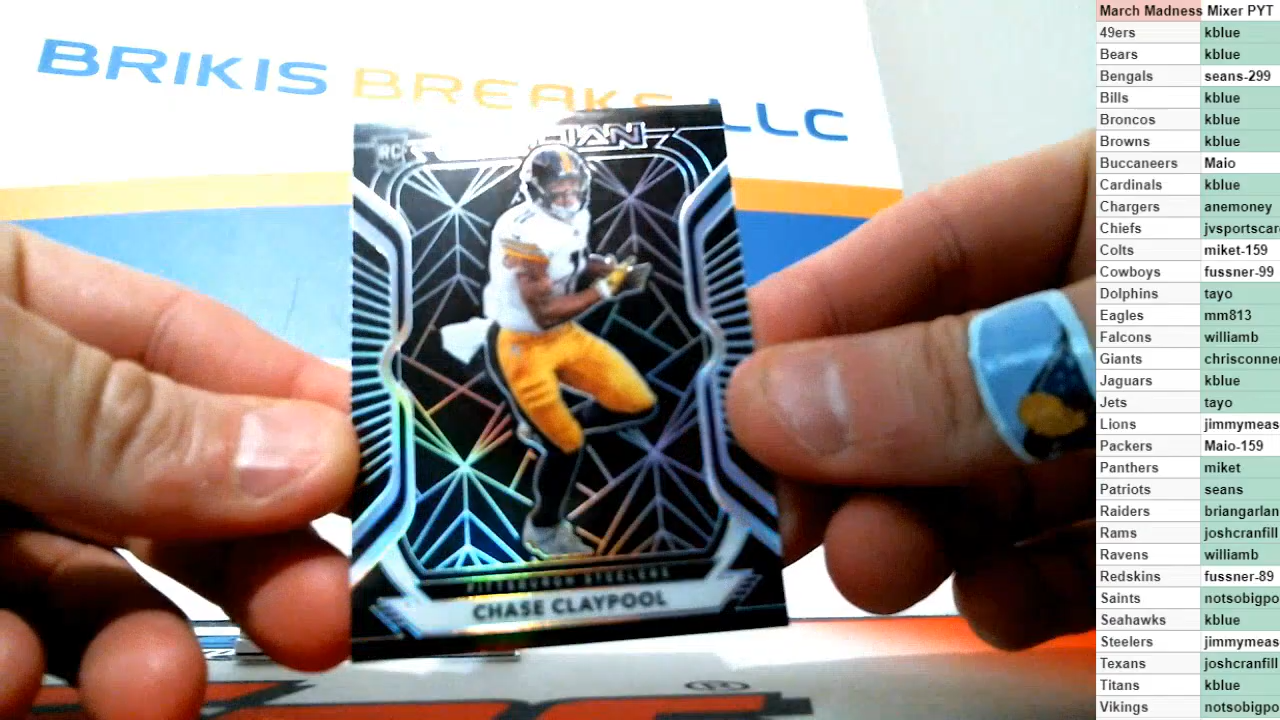 BRIKIS BREAKS LLC
RC
PITTSBURGH STEELERS
CHASE CLAYPOOL
®
March Madness Mixer PYT
49ers kblue
Bears kblue
Bengals seans-299
Bills kblue
Broncos kblue
Browns kblue
Buccaneers Maio
Cardinals kblue
Chargers anemoney
Chiefs jvsportscar
Colts miket-159
Cowboys fussner-99
Dolphins tayo
Eagles mm813
Falcons williamb
Giants chrisconne
Jaguars kblue
Jets tayo
Lions jimmymeas
Packers Maio-159
Panthers miket
Patriots seans
Raiders briangarlan
Rams joshcranfill
Ravens williamb
Redskins fussner-89
Saints notsobigpo
Seahawks kblue
Steelers jimmymeas
Texans joshcranfill
Titans kblue
Vikings notsobigpo